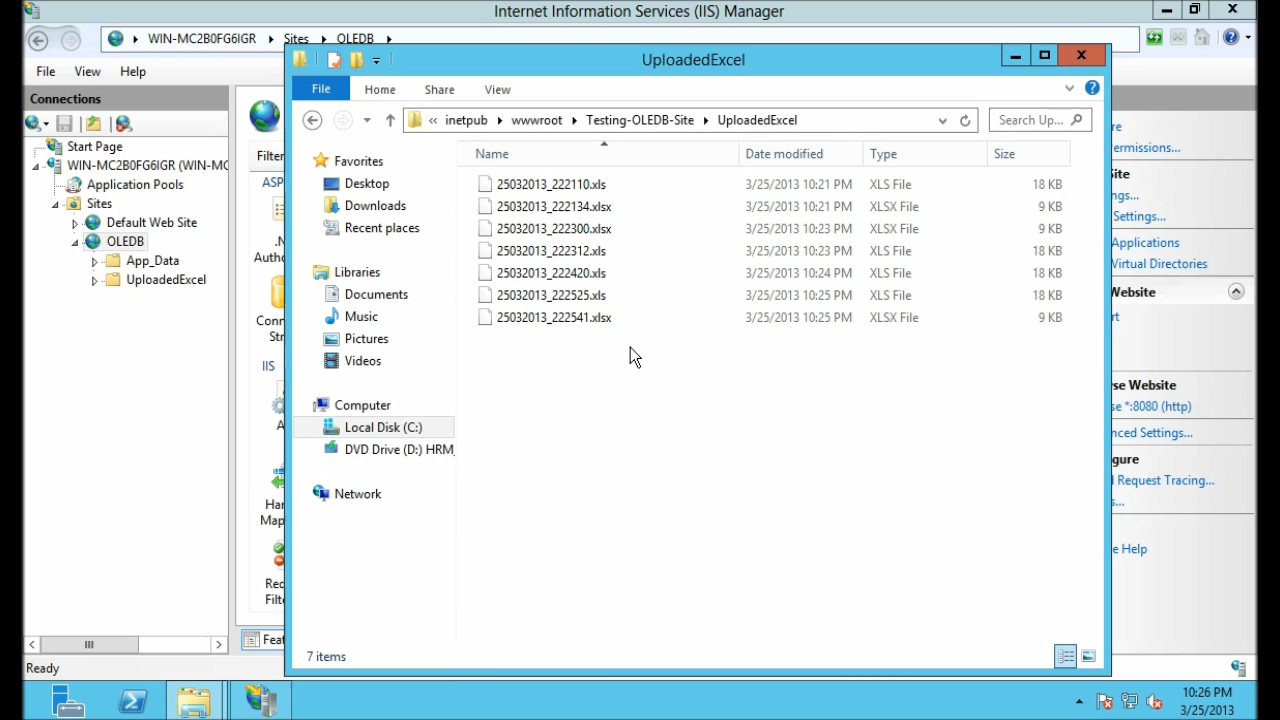 Internet Information Services (IIS) Manager
WIN-MC2B0FG6IGR Sites OLEDB
File View Help
Connections
Start Page
WIN-MC2B0FG6IGR (WIN-MC
Application Pools
Sites
Default Web Site
OLEDB
App_Data
UploadedExcel
Ready
Filter
ASP
.N
Autho
Conn
Str
IIS
A
Har
Map
Rec
Filte
Feat
UploadedExcel
File Home Share View
« inetpub wwwroot Testing-OLEDB-Site UploadedExcel
Search Up...
Favorites
Desktop
Downloads
Recent places
Libraries
Documents
Music
Pictures
Videos
Computer
Local Disk (C:)
DVD Drive (D:) HRM_
Network
Name Date modified Type Size
25032013_222110.xls 3/25/2013 10:21 PM XLS File 18 KB
25032013_222134.xlsx 3/25/2013 10:21 PM XLSX File 9 KB
25032013_222300.xlsx 3/25/2013 10:23 PM XLSX File 9 KB
25032013_222312.xls 3/25/2013 10:23 PM XLS File 18 KB
25032013_222420.xls 3/25/2013 10:24 PM XLS File 18 KB
25032013_222525.xls 3/25/2013 10:25 PM XLS File 18 KB
25032013_222541.xlsx 3/25/2013 10:25 PM XLSX File 9 KB
7 items
re
ermissions...
ite
ngs...
Settings...
Applications
Virtual Directories
Website
rt
se Website
se *:8080 (http)
nced Settings...
gure
l Request Tracing...
s...
e Help
10:26 PM
3/25/2013